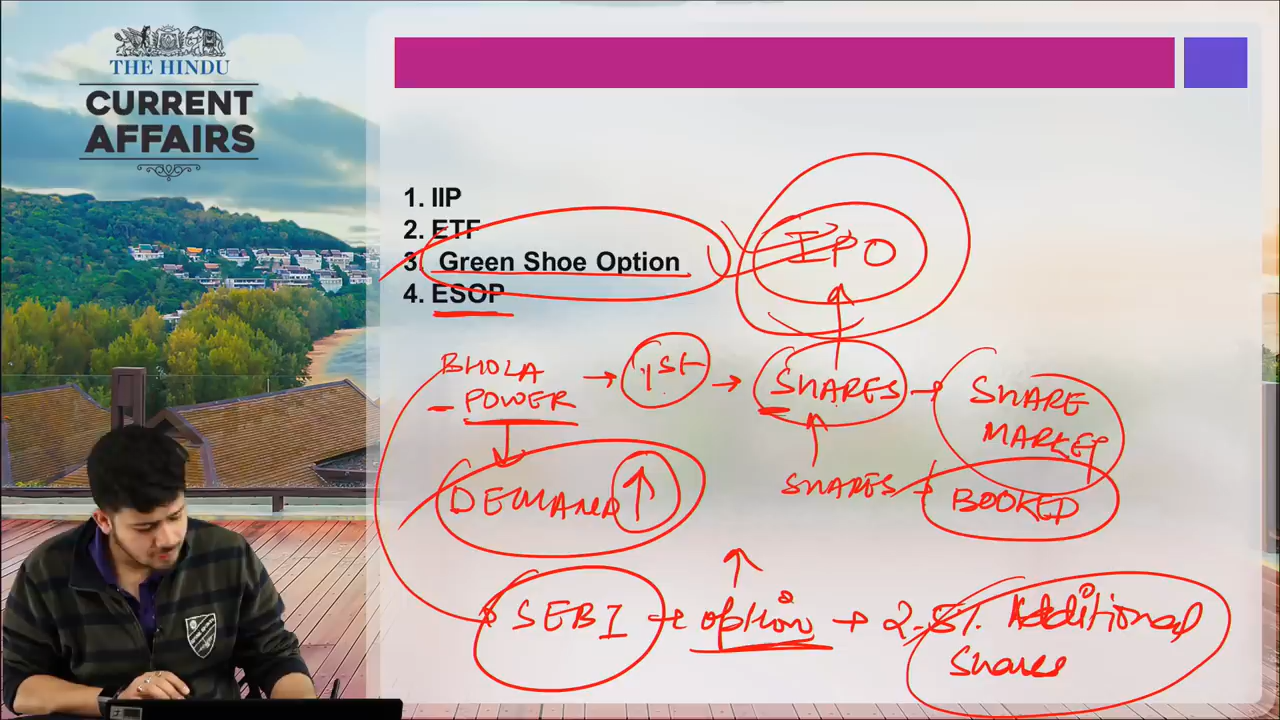 THE HINDU
CURRENT
AFFAIRS
1. IIP
2. ETF
3. Green Shoe Option
4. ESOP
IPO
BHOLA
POWER
1st
SHARES
SHARE
MARKET
DEMAND
SHARES
BOOKED
SEBI
option
2.5%. Additional
Shares